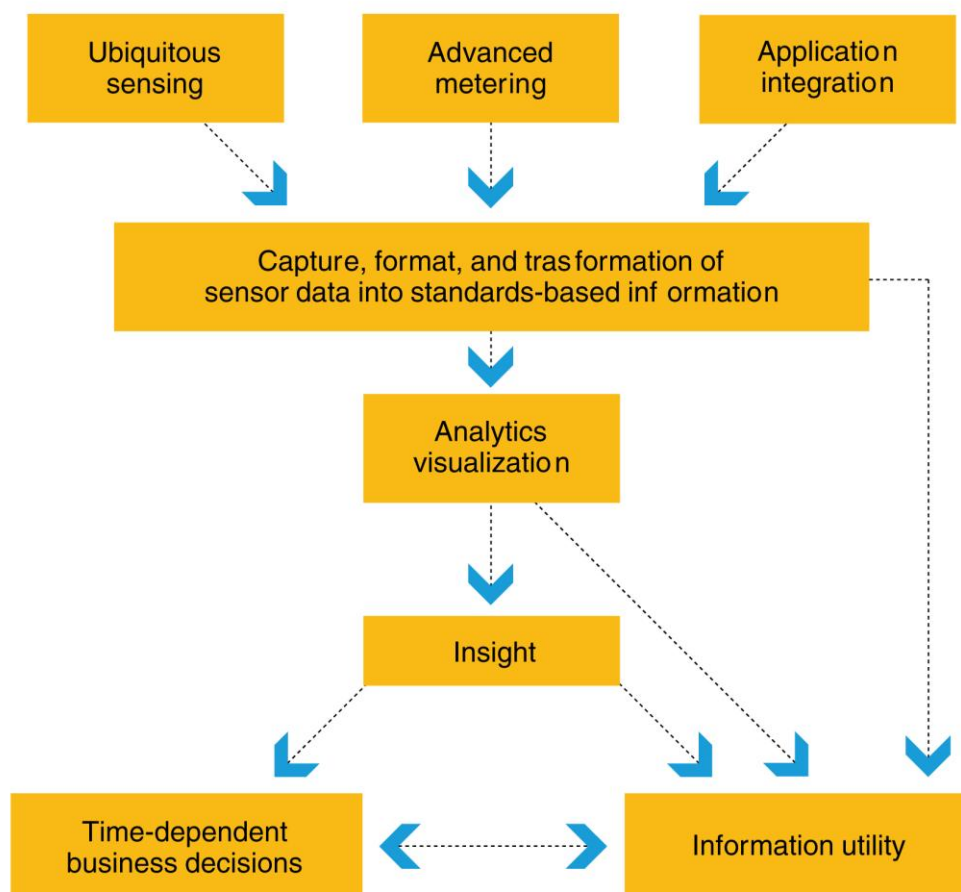 Ubiquitous
sensing
Advanced
metering
Application
integration
Capture, format, and trasformation of
sensor data into standards-based information
Analytics
visualization
Insight
Time-dependent
business decisions
Information utility